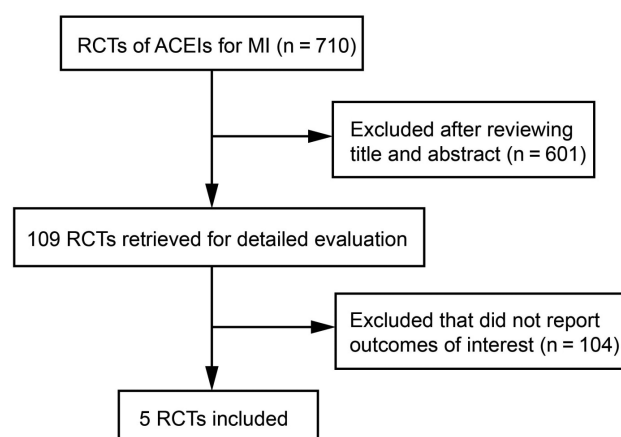 RCTs of ACEIs for MI (n = 710)
Excluded after reviewing
title and abstract (n = 601)
109 RCTs retrieved for detailed evaluation
Excluded that did not report
outcomes of interest (n = 104)
5 RCTs included